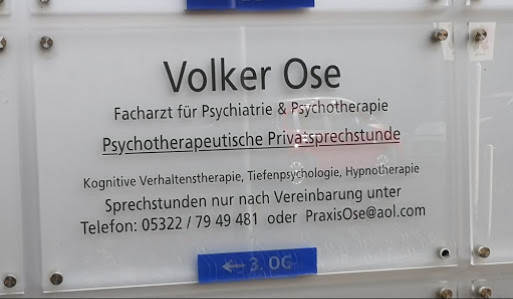 Volker Ose
Facharzt für Psychiatrie & Psychotherapie
Psychotherapeutische Privatsprechstunde
Kognitive Verhaltenstherapie, Tiefenpsychologie, Hypnotherapie
Sprechstunden nur nach Vereinbarung unter
Telefon: 05322 / 79 49 481 oder PraxisOse@aol.com
← 3. OG